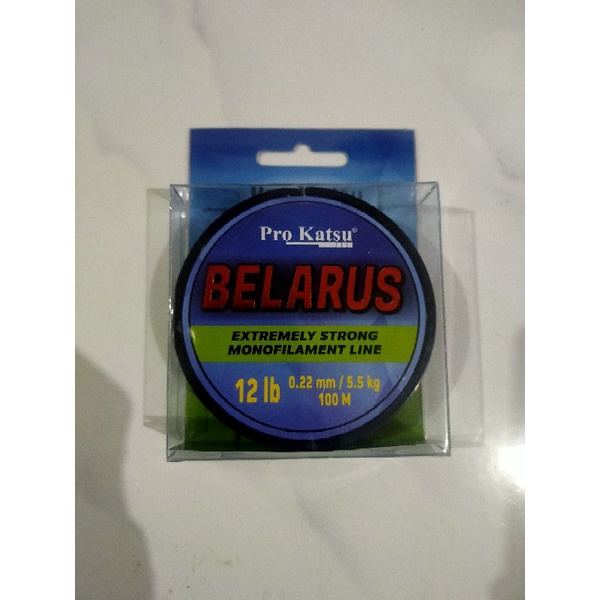 Pro Katsu®
BELARUS
EXTREMELY STRONG
MONOFILAMENT LINE
12 lb
0.22 mm / 5.5 kg
100 M